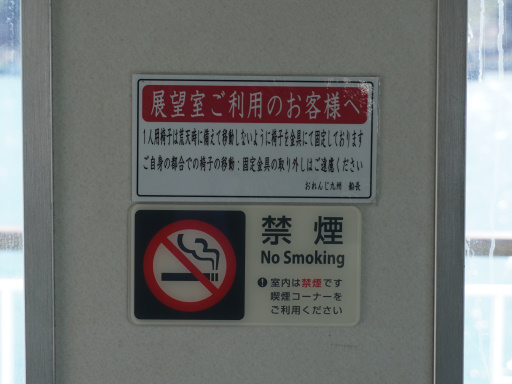 展望室ご利用のお客様へ
1人用椅子は荒天時に備えて移動しないように椅子を金具にて固定しております
ご自身の都合での椅子の移動：固定金具の取り外しはご遠慮ください
おれんじ九州 船長
禁煙
No Smoking
! 室内は禁煙です
喫煙コーナーを
ご利用ください